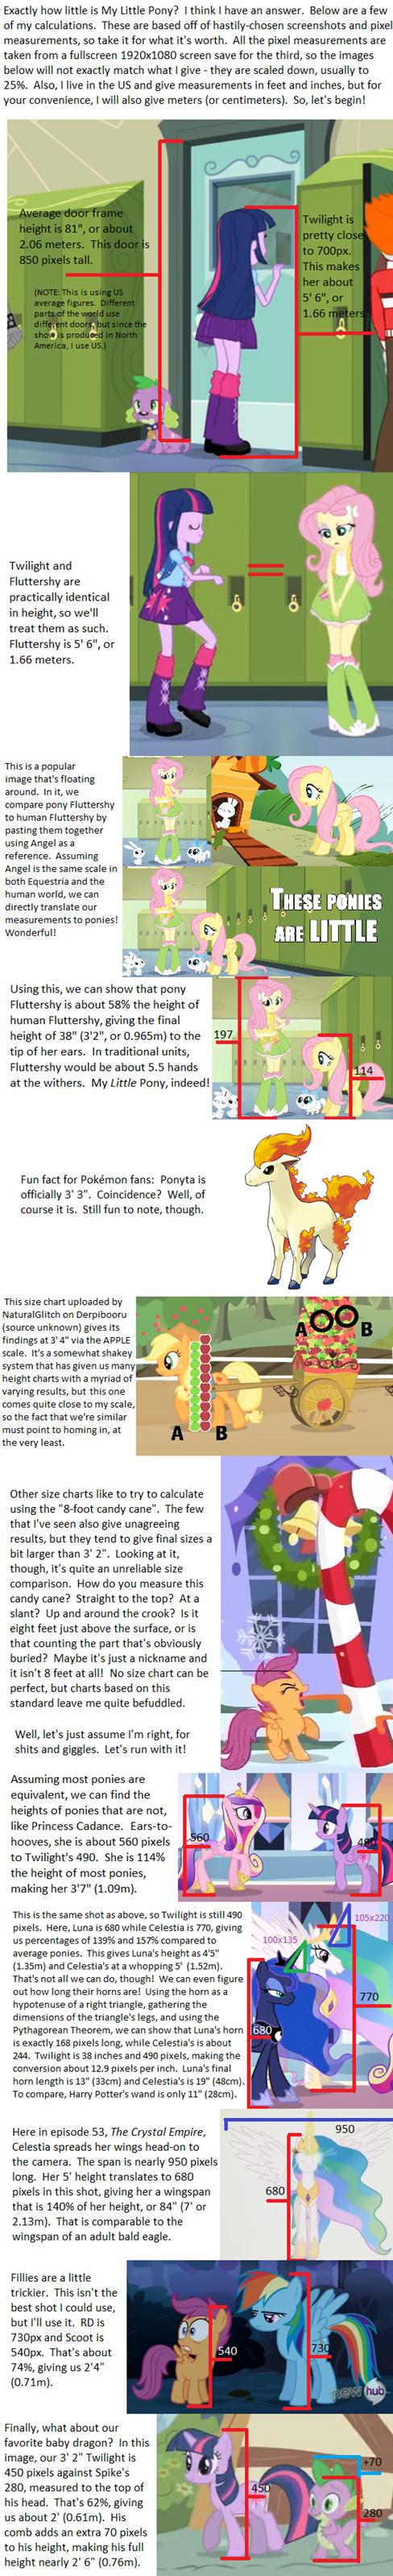 Exactly how little is My Little Pony?  I think I have an answer.  Below are a few
of my calculations.  These are based off of hastily-chosen screenshots and pixel
measurements, so take it for what it's worth.  All the pixel measurements are
taken from a fullscreen 1920x1080 screen save for the third, so the images
below will not exactly match what I give - they are scaled down, usually to
25%.  Also, I live in the US and give measurements in feet and inches, but for
your convenience, I will also give meters (or centimeters).  So, let's begin!
Average door frame
height is 81", or about
2.06 meters.  This door is
850 pixels tall.
(NOTE: This is using US
average figures.  Different
parts of the world use
different doors, but since the
show is produced in North
America, I use US.)
Twilight is
pretty close
to 700px.
This makes
her about
5' 6", or
1.66 meters.
Twilight and
Fluttershy are
practically identical
in height, so we'll
treat them as such.
Fluttershy is 5' 6", or
1.66 meters.
This is a popular
image that's floating
around.  In it, we
compare pony Fluttershy
to human Fluttershy by
pasting them together
using Angel as a
reference.  Assuming
Angel is the same scale in
both Equestria and the
human world, we can
directly translate our
measurements to ponies!
Wonderful!
THESE PONIES
ARE LITTLE
Using this, we can show that pony
Fluttershy is about 58% the height of
human Fluttershy, giving the final
height of 38" (3'2", or 0.965m) to the
tip of her ears.  In traditional units,
Fluttershy would be about 5.5 hands
at the withers.  My Little Pony, indeed!
197
114
Fun fact for Pokémon fans:  Ponyta is
officially 3' 3".  Coincidence?  Well, of
course it is.  Still fun to note, though.
This size chart uploaded by
NaturalGlitch on Derpibooru
(source unknown) gives its
findings at 3' 4" via the APPLE
scale.  It's a somewhat shakey
system that has given us many
height charts with a myriad of
varying results, but this one
comes quite close to my scale,
so the fact that we're similar
must point to homing in, at
the very least.
A B
A B
Other size charts like to try to calculate
using the "8-foot candy cane".  The few
that I've seen also give unagreeing
results, but they tend to give final sizes a
bit larger than 3' 2".  Looking at it,
though, it's quite an unreliable size
comparison.  How do you measure this
candy cane?  Straight to the top?  At a
slant?  Up and around the crook?  Is it
eight feet just above the surface, or is
that counting the part that's obviously
buried?  Maybe it's just a nickname and
it isn't 8 feet at all!  No size chart can be
perfect, but charts based on this
standard leave me quite befuddled.
Well, let's just assume I'm right, for
shits and giggles.  Let's run with it!
Assuming most ponies are
equivalent, we can find the
heights of ponies that are not,
like Princess Cadance.  Ears-to-
hooves, she is about 560 pixels
to Twilight's 490.  She is 114%
the height of most ponies,
making her 3'7" (1.09m).
560
490
This is the same shot as above, so Twilight is still 490
pixels.  Here, Luna is 680 while Celestia is 770, giving
us percentages of 139% and 157% compared to
average ponies.  This gives Luna's height as 4'5"
(1.35m) and Celestia's at a whopping 5' (1.52m).
That's not all we can do, though!  We can even figure
out how long their horns are!  Using the horn as a
hypotenuse of a right triangle, gathering the
dimensions of the triangle's legs, and using the
Pythagorean Theorem, we can show that Luna's horn
is exactly 168 pixels long, while Celestia's is about
244.  Twilight is 38 inches and 490 pixels, making the
conversion about 12.9 pixels per inch.  Luna's final
horn length is 13" (33cm) and Celestia's is 19" (48cm).
To compare, Harry Potter's wand is only 11" (28cm).
105x220
100x135
770
680
Here in episode 53, The Crystal Empire,
Celestia spreads her wings head-on to
the camera.  The span is nearly 950 pixels
long.  Her 5' height translates to 680
pixels in this shot, giving her a wingspan
that is 140% of her height, or 84" (7' or
2.13m).  That is comparable to the
wingspan of an adult bald eagle.
950
680
Fillies are a little
trickier.  This isn't the
best shot I could use,
but I'll use it.  RD is
730px and Scoot is
540px.  That's about
74%, giving us 2'4"
(0.71m).
540
730
new hub
Finally, what about our
favorite baby dragon?  In this
image, our 3' 2" Twilight is
450 pixels against Spike's
280, measured to the top of
his head.  That's 62%, giving
us about 2' (0.61m).  His
comb adds an extra 70 pixels
to his height, making his full
height nearly 2' 6" (0.76m).
+70
450
280